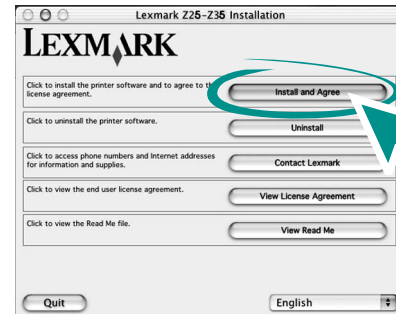 Lexmark Z25-Z35 Installation
LEXMARK
Click to install the printer software and to agree to th
license agreement.
Install and Agree
Click to uninstall the printer software.
Uninstall
Click to access phone numbers and Internet addresses
for information and supplies.
Contact Lexmark
Click to view the end user license agreement.
View License Agreement
Click to view the Read Me file.
View Read Me
Quit
English